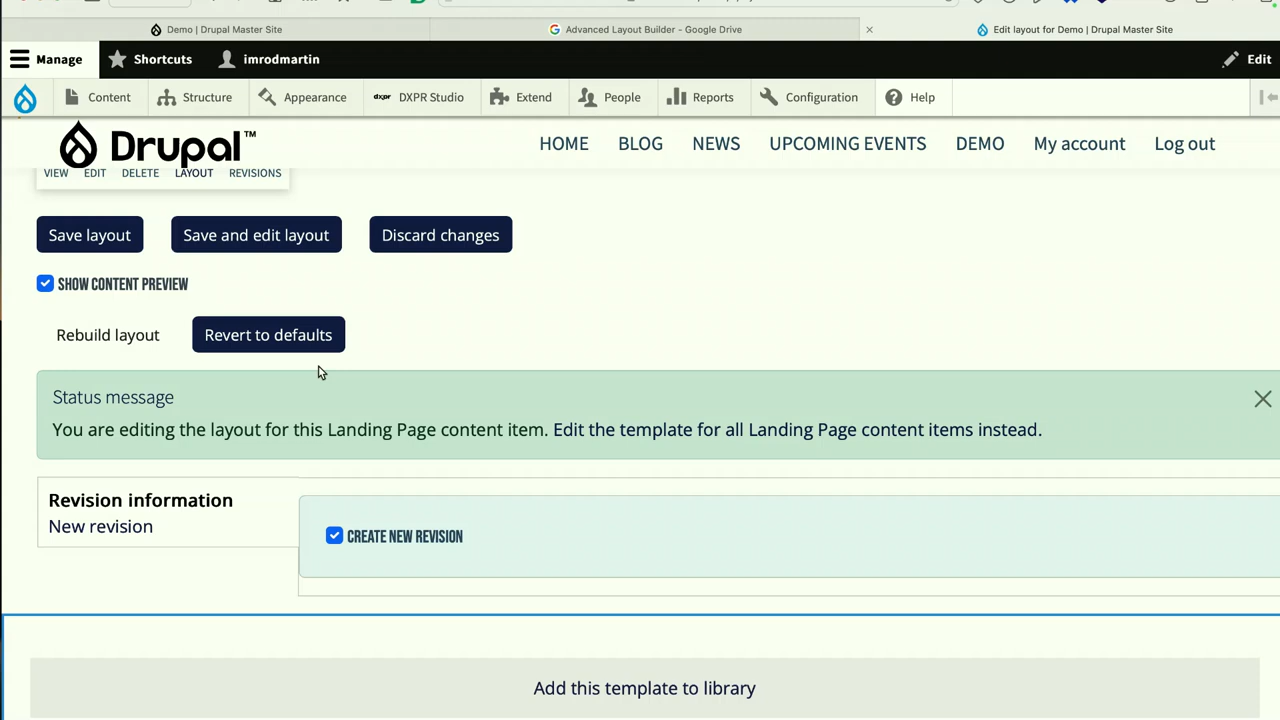 Demo | Drupal Master Site
Advanced Layout Builder - Google Drive
Edit layout for Demo | Drupal Master Site
Manage
Shortcuts
imrodmartin
Edit
Content
Structure
Appearance
dxpr DXPR Studio
Extend
People
Reports
Configuration
Help
Drupal™
HOME
BLOG
NEWS
UPCOMING EVENTS
DEMO
My account
Log out
VIEW
EDIT
DELETE
LAYOUT
REVISIONS
Save layout
Save and edit layout
Discard changes
SHOW CONTENT PREVIEW
Rebuild layout
Revert to defaults
Status message
You are editing the layout for this Landing Page content item. Edit the template for all Landing Page content items instead.
Revision information
New revision
CREATE NEW REVISION
Add this template to library